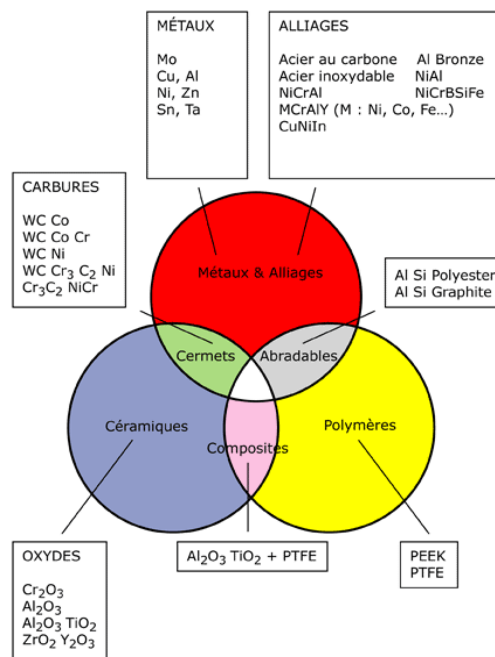 MÉTAUX
Mo
Cu, Al
Ni, Zn
Sn, Ta
ALLIAGES
Acier au carbone Al Bronze
Acier inoxydable NiAl
NiCrAl NiCrBSiFe
MCrAlY (M : Ni, Co, Fe...)
CuNiIn
CARBURES
WC Co
WC Co Cr
WC Ni
WC Cr₃ C₂ Ni
Cr₃C₂ NiCr
Métaux & Alliages
Al Si Polyester
Al Si Graphite
Cermets
Abradables
Céramiques
Composites
Polymères
OXYDES
Cr₂O₃
Al₂O₃
Al₂O₃ TiO₂
ZrO₂ Y₂O₃
Al₂O₃ TiO₂ + PTFE
PEEK
PTFE